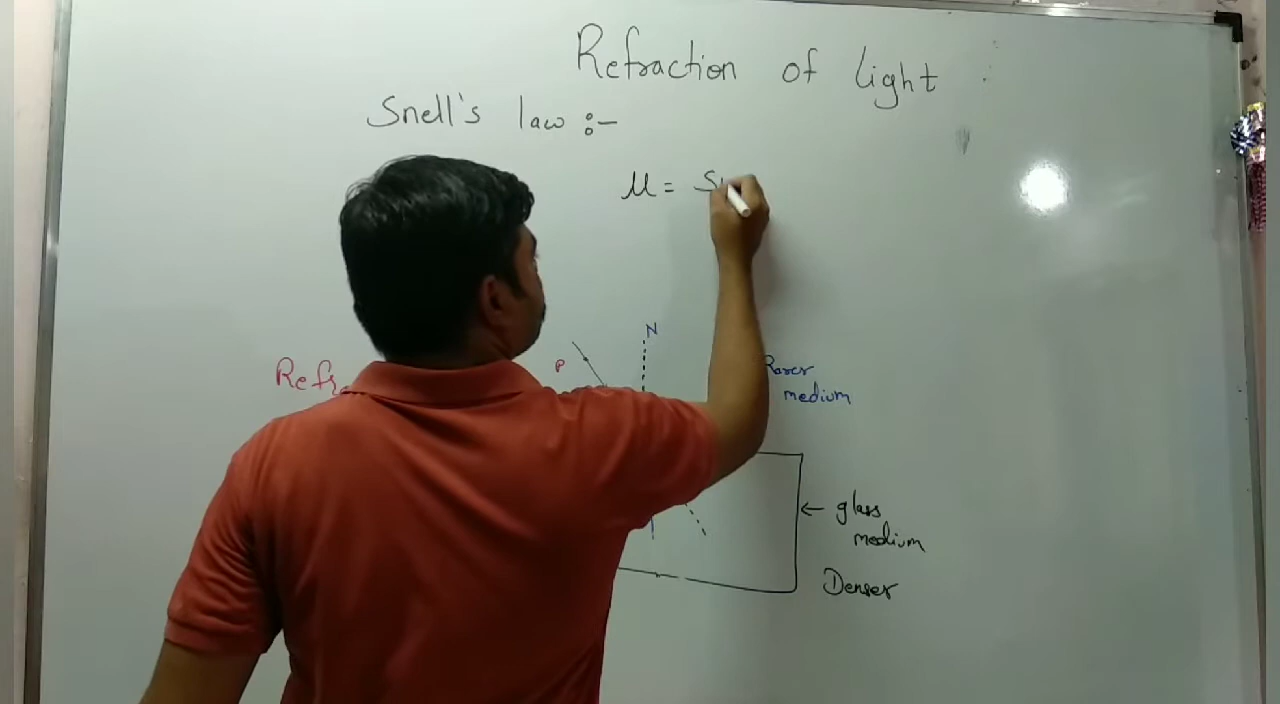 Refraction of light
Snell's law :-
μ = S
N
P
Rarer
medium
← glass
medium
Denser